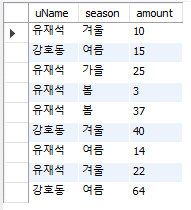 uName season amount
유재석 겨울 10
강호동 여름 15
유재석 가을 25
유재석 봄 3
유재석 봄 37
강호동 겨울 40
유재석 여름 14
유재석 겨울 22
강호동 여름 64